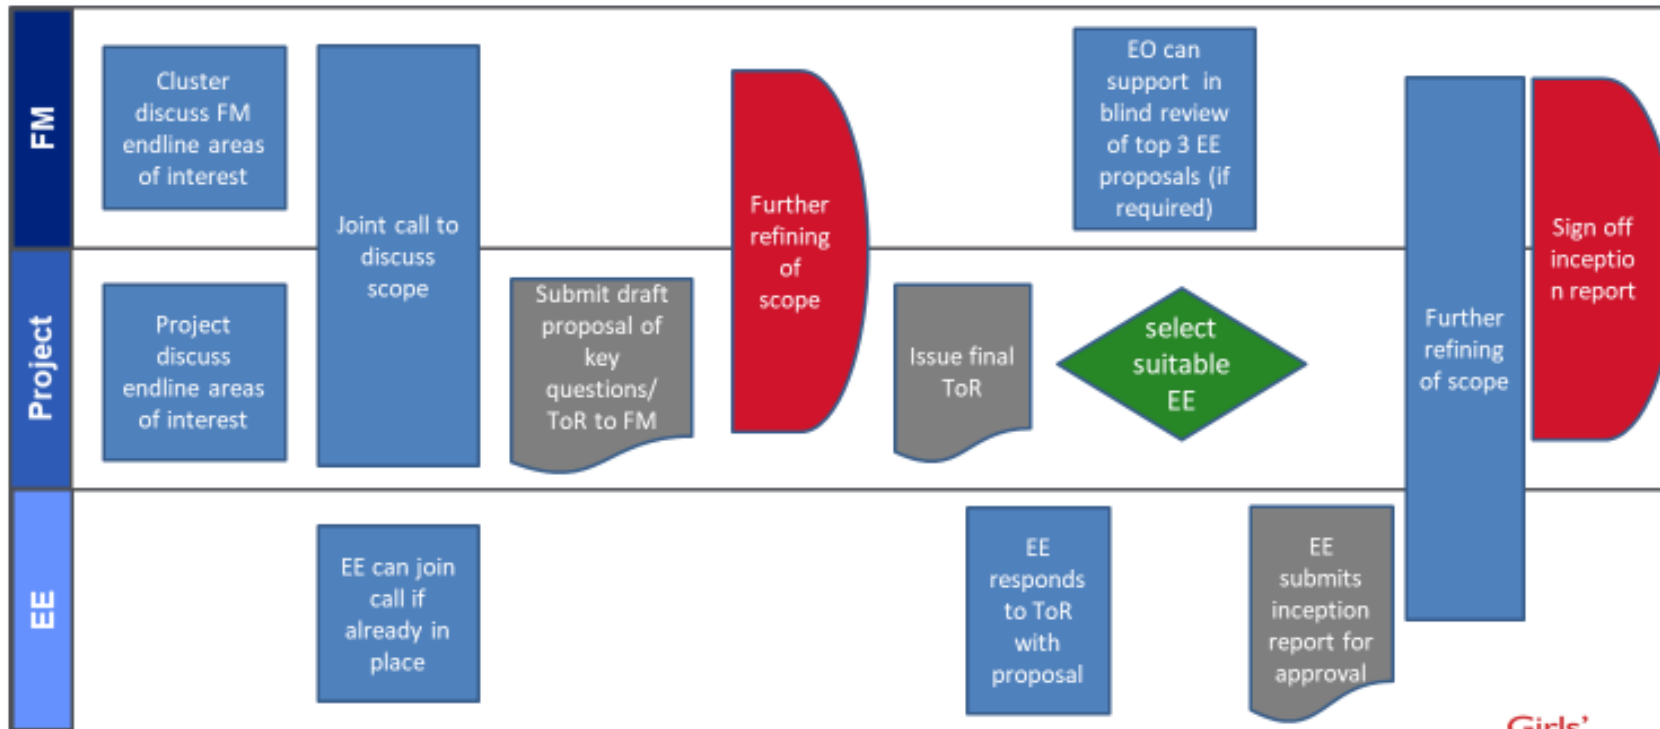 FM
Cluster
discuss FM
endline areas
of interest
Joint call to
discuss
scope
Further
refining
of
scope
EO can
support in
blind review
of top 3 EE
proposals (if
required)
Sign off
inceptio
n report
Project
Project
discuss
endline areas
of interest
Submit draft
proposal of
key
questions/
ToR to FM
Issue final
ToR
select
suitable
EE
Further
refining
of scope
EE
EE can join
call if
already in
place
EE
responds
to ToR
with
proposal
EE
submits
inception
report for
approval
Girls'